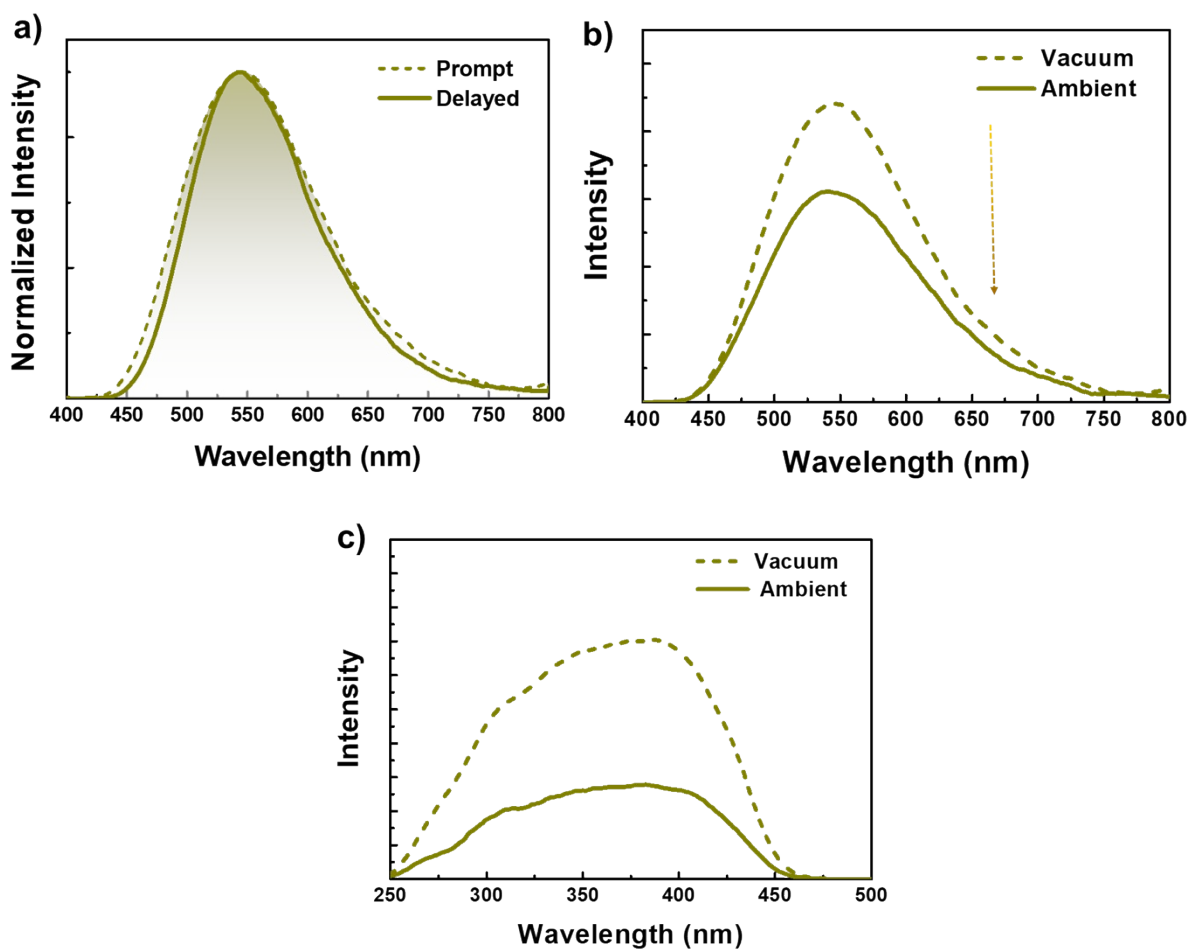 a)
Prompt
Delayed
Normalized Intensity
400 450 500 550 600 650 700 750 800
Wavelength (nm)
b)
Vacuum
Ambient
Intensity
400 450 500 550 600 650 700 750 800
Wavelength (nm)
c)
Vacuum
Ambient
Intensity
250 300 350 400 450 500
Wavelength (nm)